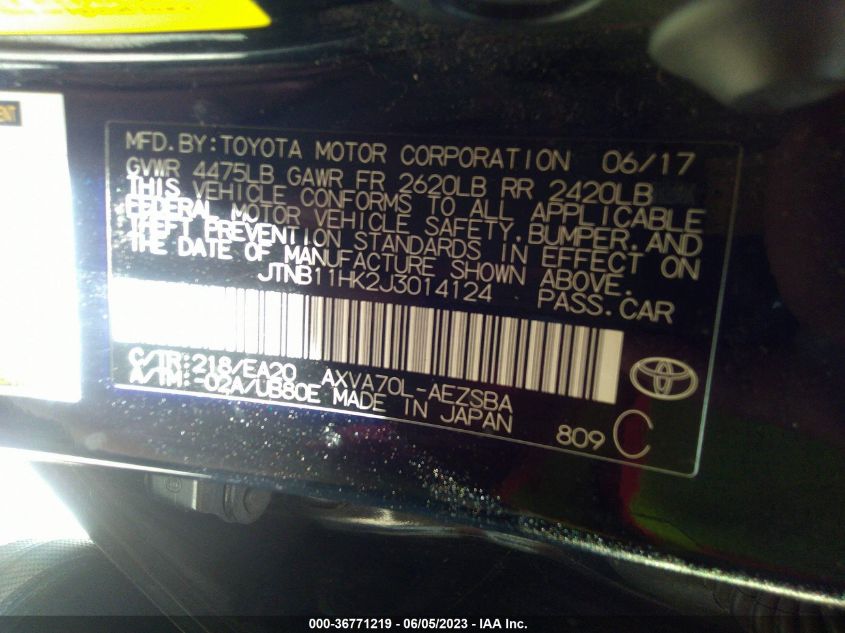 ENT
MFD.BY:TOYOTA MOTOR CORPORATION 06/17
GVWR 4475LB GAWR FR 2620LB RR 2420LB
THIS VEHICLE CONFORMS TO ALL APPLICABLE
FEDERAL MOTOR VEHICLE SAFETY,BUMPER,AND
THEFT PREVENTION STANDARDS IN EFFECT ON
THE DATE OF MANUFACTURE SHOWN ABOVE.
JTNB11HK2J3014124 PASS.CAR
C/TR:218/EA20 AXVA70L-AEZSBA
A/TM:-02A/UB80E MADE IN JAPAN
809 C
000-36771219 - 06/05/2023 - IAA Inc.